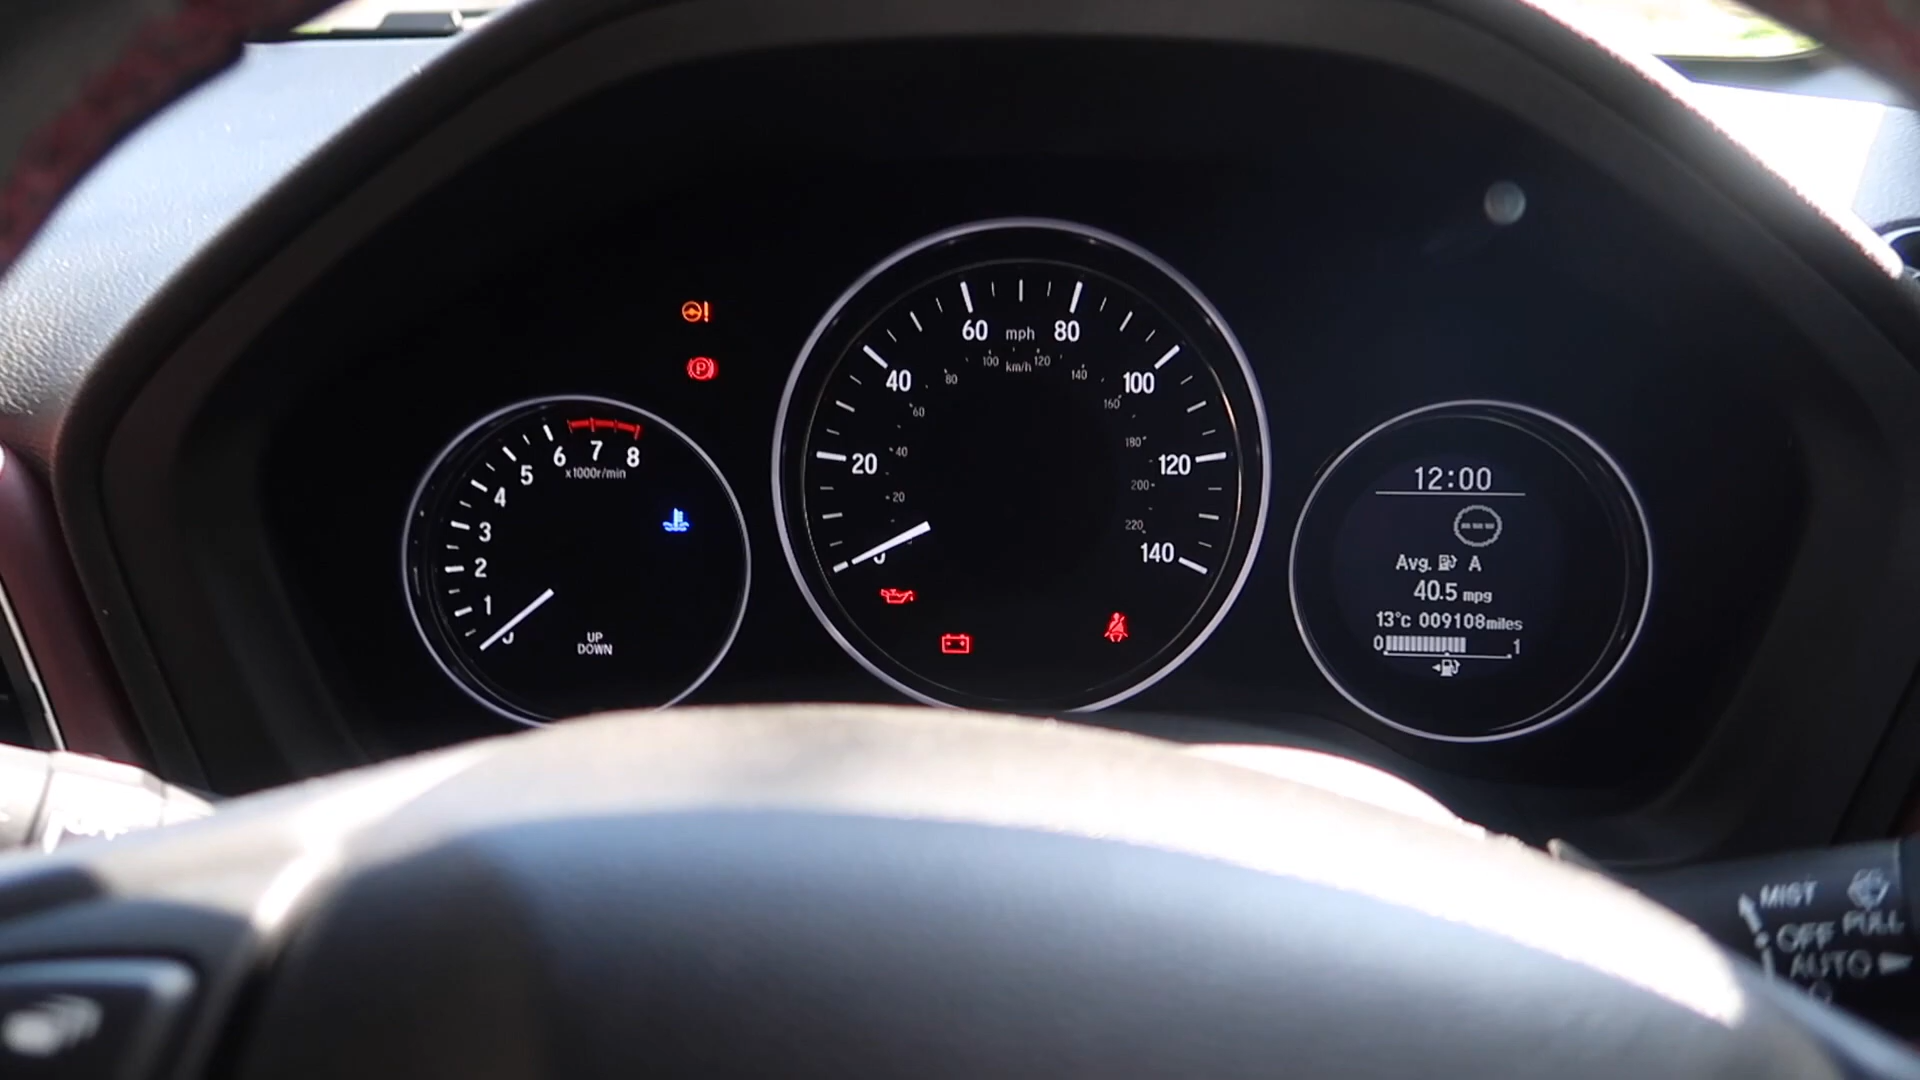 60 mph 80
100 km/h 120
80 140
40 100
60 160
40 180
20 120
20 200
220
140
6 7 8
x1000r/min
5
4
3
2
1
UP
DOWN
P
12:00
Avg. A
40.5 mpg
13°c 009108miles
0 1
MIST
OFF PULL
AUTO